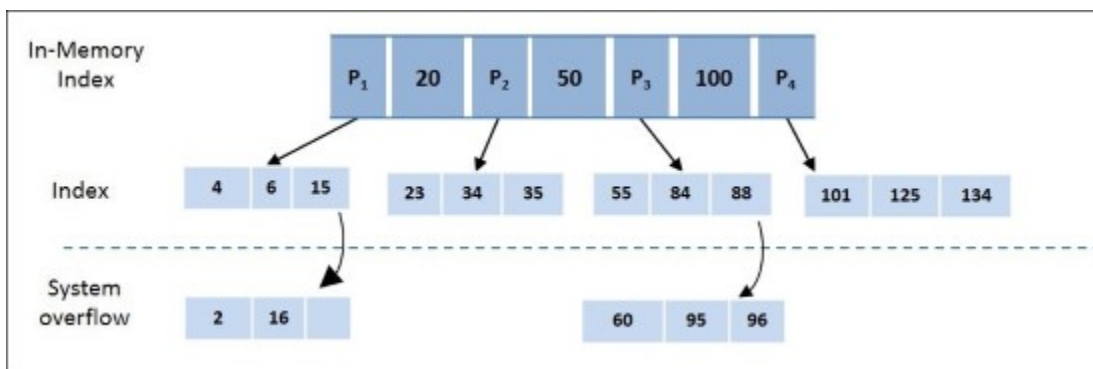 In-Memory
Index
P₁ 20 P₂ 50 P₃ 100 P₄
Index
4 6 15 23 34 35 55 84 88 101 125 134
System
overflow
2 16 60 95 96